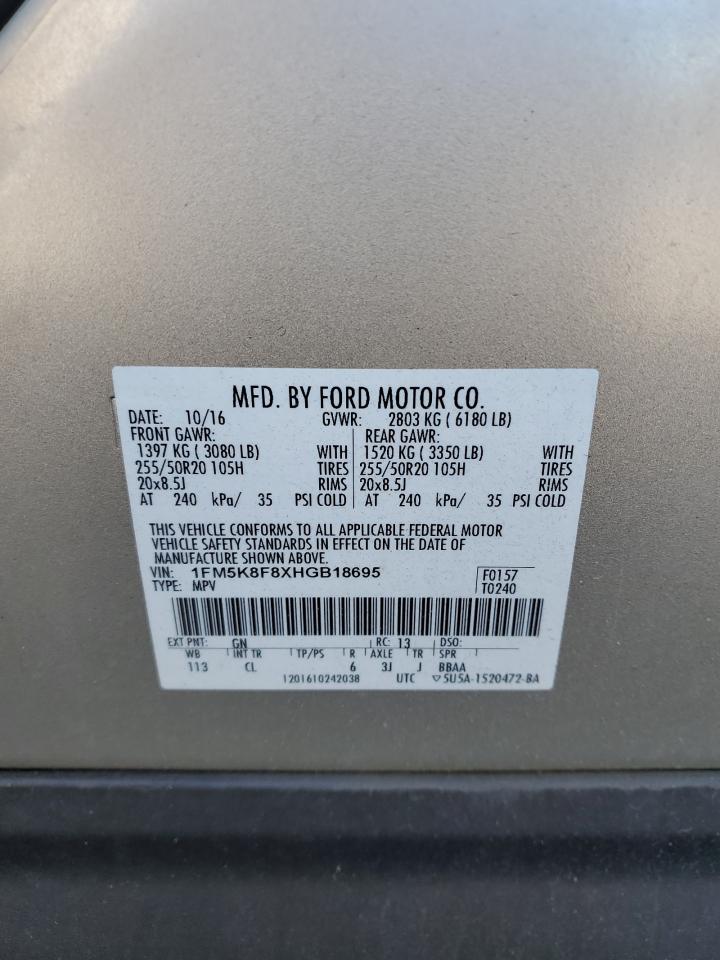 MFD. BY FORD MOTOR CO.
DATE: 10/16 GVWR: 2803 KG ( 6180 LB)
FRONT GAWR: REAR GAWR:
1397 KG ( 3080 LB) WITH 1520 KG ( 3350 LB) WITH
255/50R20 105H TIRES 255/50R20 105H TIRES
20x8.5J RIMS 20x8.5J RIMS
AT 240 kPa/ 35 PSI COLD AT 240 kPa/ 35 PSI COLD
THIS VEHICLE CONFORMS TO ALL APPLICABLE FEDERAL MOTOR
VEHICLE SAFETY STANDARDS IN EFFECT ON THE DATE OF
MANUFACTURE SHOWN ABOVE.
VIN: 1FM5K8F8XHGB18695 F0157
TYPE: MPV T0240
EXT PNT: GN RC: 13 DSO:
WB INT TR TP/PS R AXLE TR SPR
113 CL 6 3J J BBAA
1201610242038 UTC ▽5U5A-1520472-BA